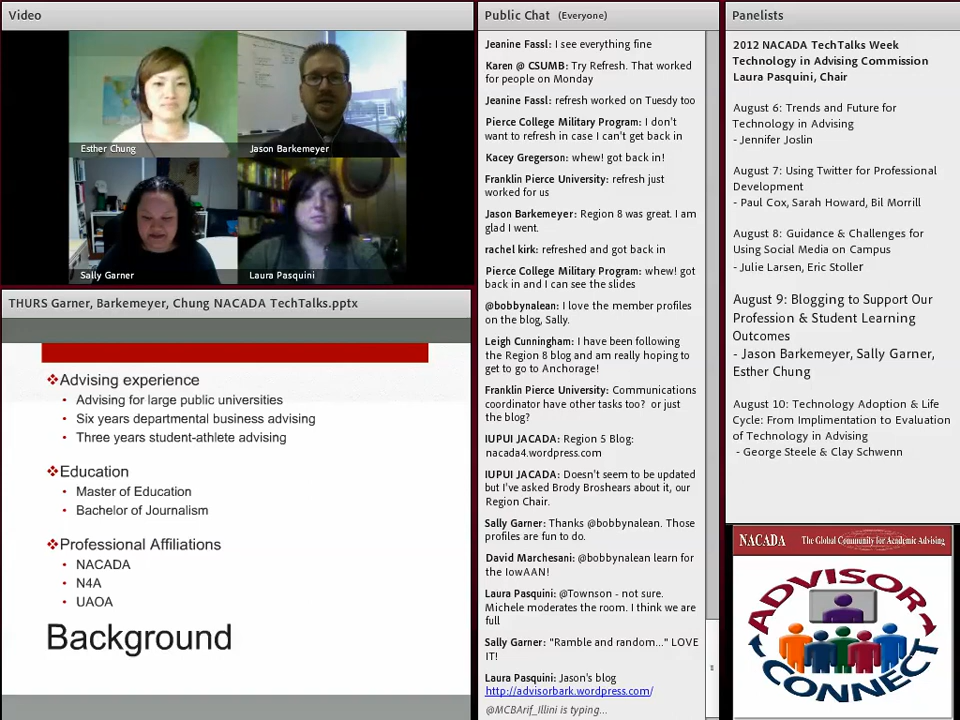 Video
Esther Chung
Jason Barkemeyer
Sally Garner
Laura Pasquini
THURS Garner, Barkemeyer, Chung NACADA TechTalks.pptx
❖Advising experience
• Advising for large public universities
• Six years departmental business advising
• Three years student-athlete advising
❖Education
• Master of Education
• Bachelor of Journalism
❖Professional Affiliations
• NACADA
• N4A
• UAOA
Background
Public Chat (Everyone)
Jeanine Fassl: I see everything fine
Karen @ CSUMB: Try Refresh. That worked
for people on Monday
Jeanine Fassl: refresh worked on Tuesdy too
Pierce College Military Program: I don't
want to refresh in case I can't get back in
Kacey Gregerson: whew! got back in!
Franklin Pierce University: refresh just
worked for us
Jason Barkemeyer: Region 8 was great. I am
glad I went.
rachel kirk: refreshed and got back in
Pierce College Military Program: whew! got
back in and I can see the slides
@bobbynalean: I love the member profiles
on the blog, Sally.
Leigh Cunningham: I have been following
the Region 8 blog and am really hoping to
get to go to Anchorage!
Franklin Pierce University: Communications
coordinator have other tasks too? or just
the blog?
IUPUI JACADA: Region 5 Blog:
nacada4.wordpress.com
IUPUI JACADA: Doesn't seem to be updated
but I've asked Brody Broshears about it, our
Region Chair.
Sally Garner: Thanks @bobbynalean. Those
profiles are fun to do.
David Marchesani: @bobbynalean learn for
the IowAAN!
Laura Pasquini: @Townson - not sure.
Michele moderates the room. I think we are
full
Sally Garner: "Ramble and random..." LOVE
IT!
Laura Pasquini: Jason's blog
http://advisorbark.wordpress.com/
@MCBArif_Illini is typing...
Panelists
2012 NACADA TechTalks Week
Technology in Advising Commission
Laura Pasquini, Chair
August 6: Trends and Future for
Technology in Advising
- Jennifer Joslin
August 7: Using Twitter for Professional
Development
- Paul Cox, Sarah Howard, Bil Morrill
August 8: Guidance & Challenges for
Using Social Media on Campus
- Julie Larsen, Eric Stoller
August 9: Blogging to Support Our
Profession & Student Learning
Outcomes
- Jason Barkemeyer, Sally Garner,
Esther Chung
August 10: Technology Adoption & Life
Cycle: From Implimentation to Evaluation
of Technology in Advising
- George Steele & Clay Schwenn
NACADA The Global Community for Academic Advising
ADVISOR
CONNECT